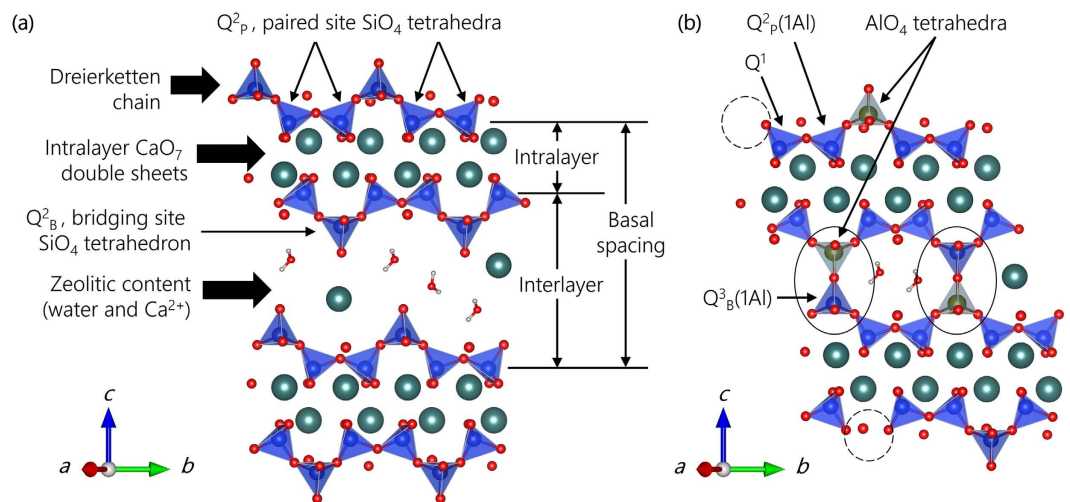 (a)
Q²P, paired site SiO₄ tetrahedra
Dreierketten
chain
Intralayer CaO₇
double sheets
Q²B, bridging site
SiO₄ tetrahedron
Zeolitic content
(water and Ca²⁺)
Intralayer
Basal
spacing
Interlayer
c
a
b
(b)
Q²P(1Al)
AlO₄ tetrahedra
Q¹
Q³B(1Al)
c
a
b